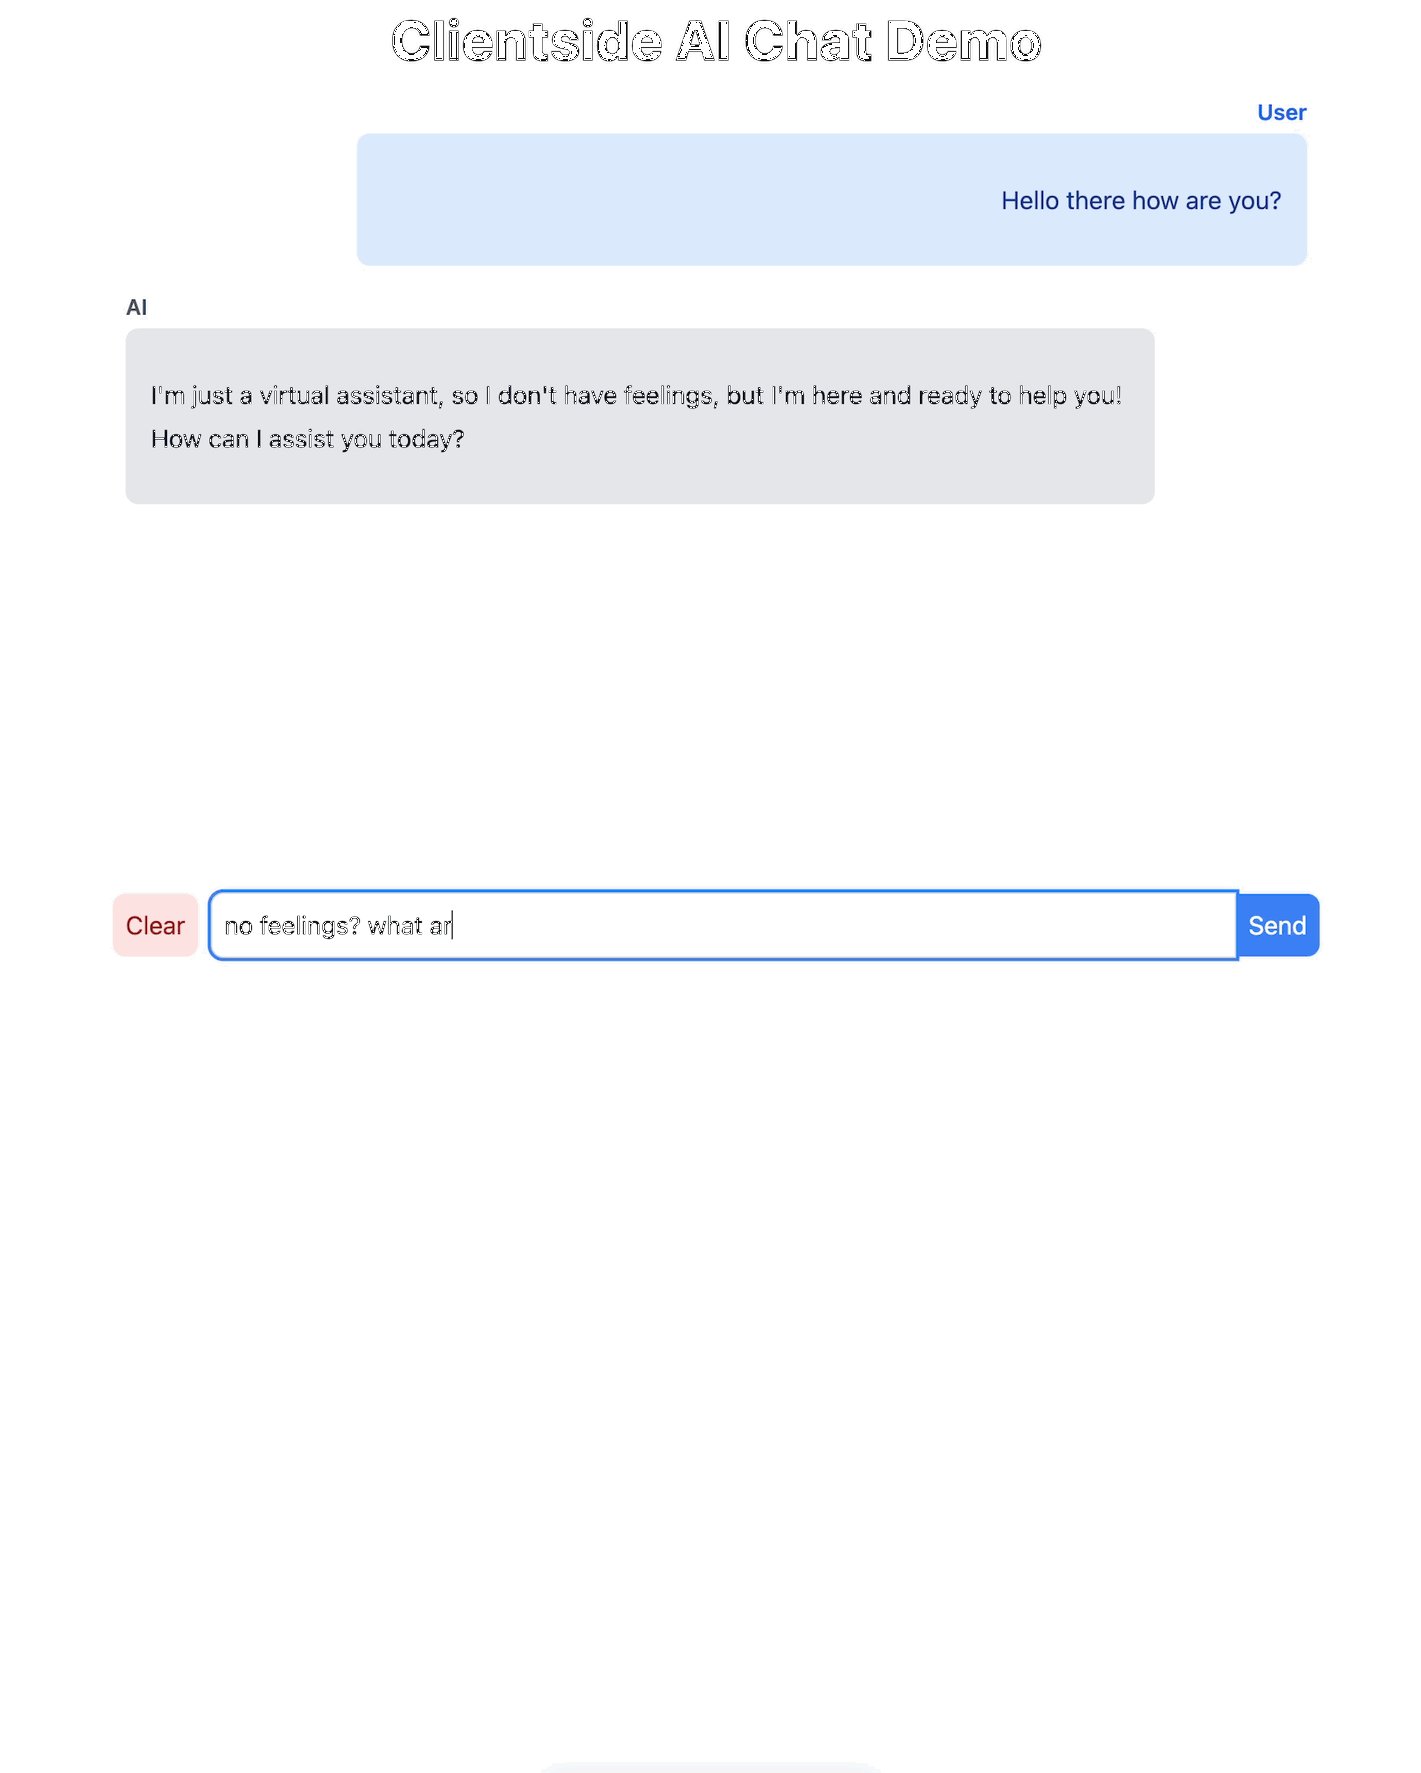 Clientside AI Chat Demo
User
Hello there how are you?
AI
I'm just a virtual assistant, so I don't have feelings, but I'm here and ready to help you!
How can I assist you today?
Clear
no feelings? what ar
Send